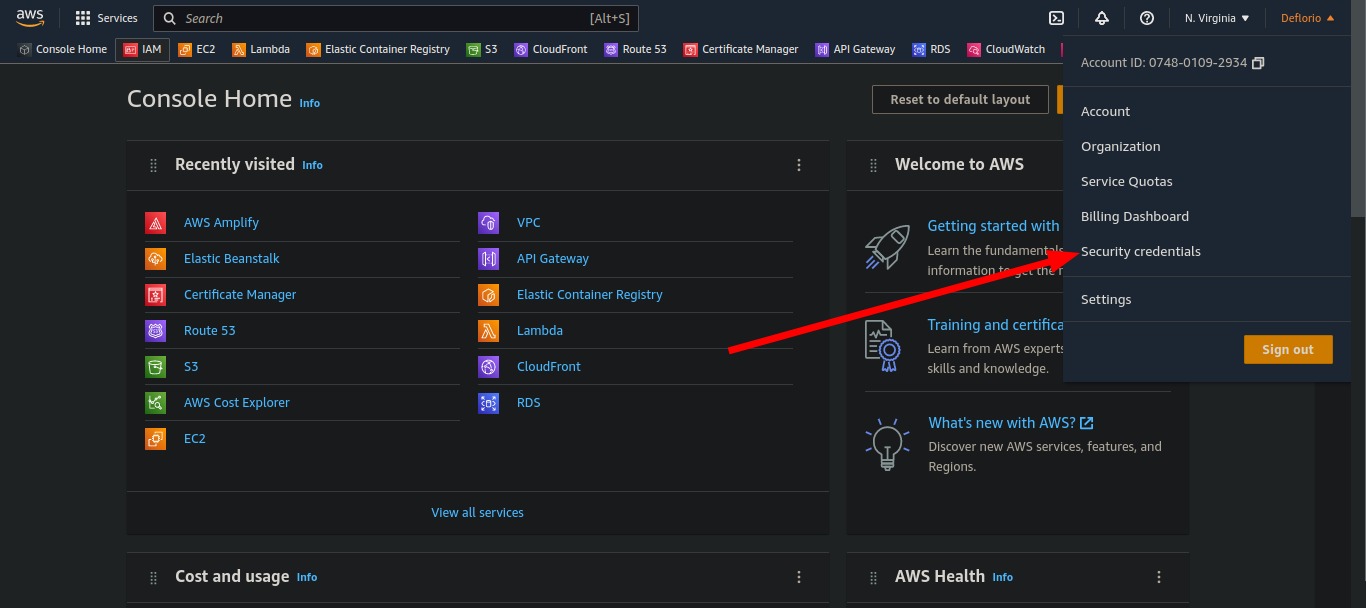 aws
Services
Search [Alt+S]
N. Virginia
Deflorio
Console Home
IAM
EC2
Lambda
Elastic Container Registry
S3
CloudFront
Route 53
Certificate Manager
API Gateway
RDS
CloudWatch
Account ID: 0748-0109-2934
Account
Organization
Service Quotas
Billing Dashboard
Security credentials
Settings
Sign out
Console Home Info
Reset to default layout
Recently visited Info
AWS Amplify
Elastic Beanstalk
Certificate Manager
Route 53
S3
AWS Cost Explorer
EC2
VPC
API Gateway
Elastic Container Registry
Lambda
CloudFront
RDS
View all services
Welcome to AWS
Getting started with
Learn the fundamentals
information to get the
Training and certifica
Learn from AWS experts
skills and knowledge.
What's new with AWS?
Discover new AWS services, features, and
Regions.
Cost and usage Info
AWS Health Info